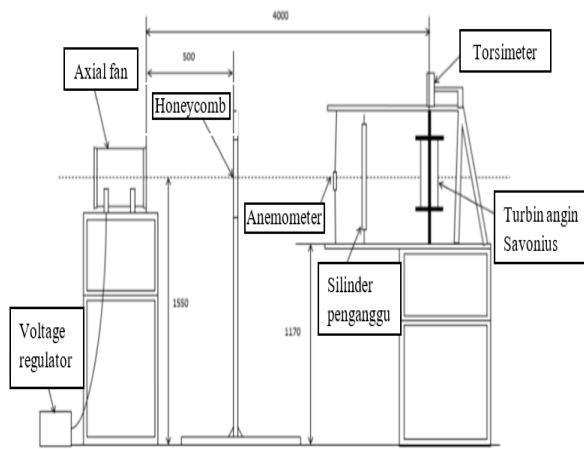 4000
Torsimeter
Axial fan
500
Honeycomb
Anemometer
Turbin angin
Savonius
Silinder
penganggu
1550
1170
Voltage
regulator